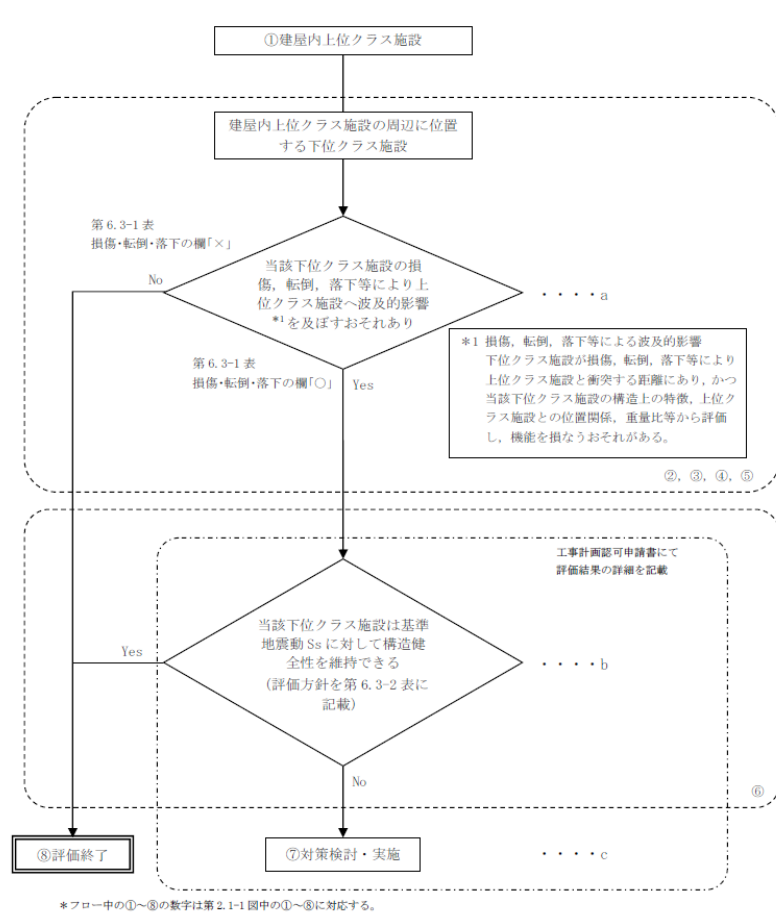 ①建屋内上位クラス施設
建屋内上位クラス施設の周辺に位置
する下位クラス施設
第 6.3-1 表
損傷・転倒・落下の欄「×」
当該下位クラス施設の損
傷，転倒，落下等により上
位クラス施設へ波及的影響
*1を及ぼすおそれあり
No
・・・・a
第 6.3-1 表
損傷・転倒・落下の欄「○」
Yes
*1 損傷，転倒，落下等による波及的影響
下位クラス施設が損傷，転倒，落下等により
上位クラス施設と衝突する距離にあり，かつ
当該下位クラス施設の構造上の特徴，上位ク
ラス施設との位置関係，重量比等から評価
し，機能を損なうおそれがある。
②，③，④，⑤
工事計画認可申請書にて
評価結果の詳細を記載
当該下位クラス施設は基準
地震動 Ss に対して構造健
全性を維持できる
(評価方針を第 6.3-2 表に
記載)
Yes
・・・・b
No
⑥
⑧評価終了
⑦対策検討・実施
・・・・c
*フロー中の①～⑧の数字は第 2.1-1 図中の①～⑧に対応する。